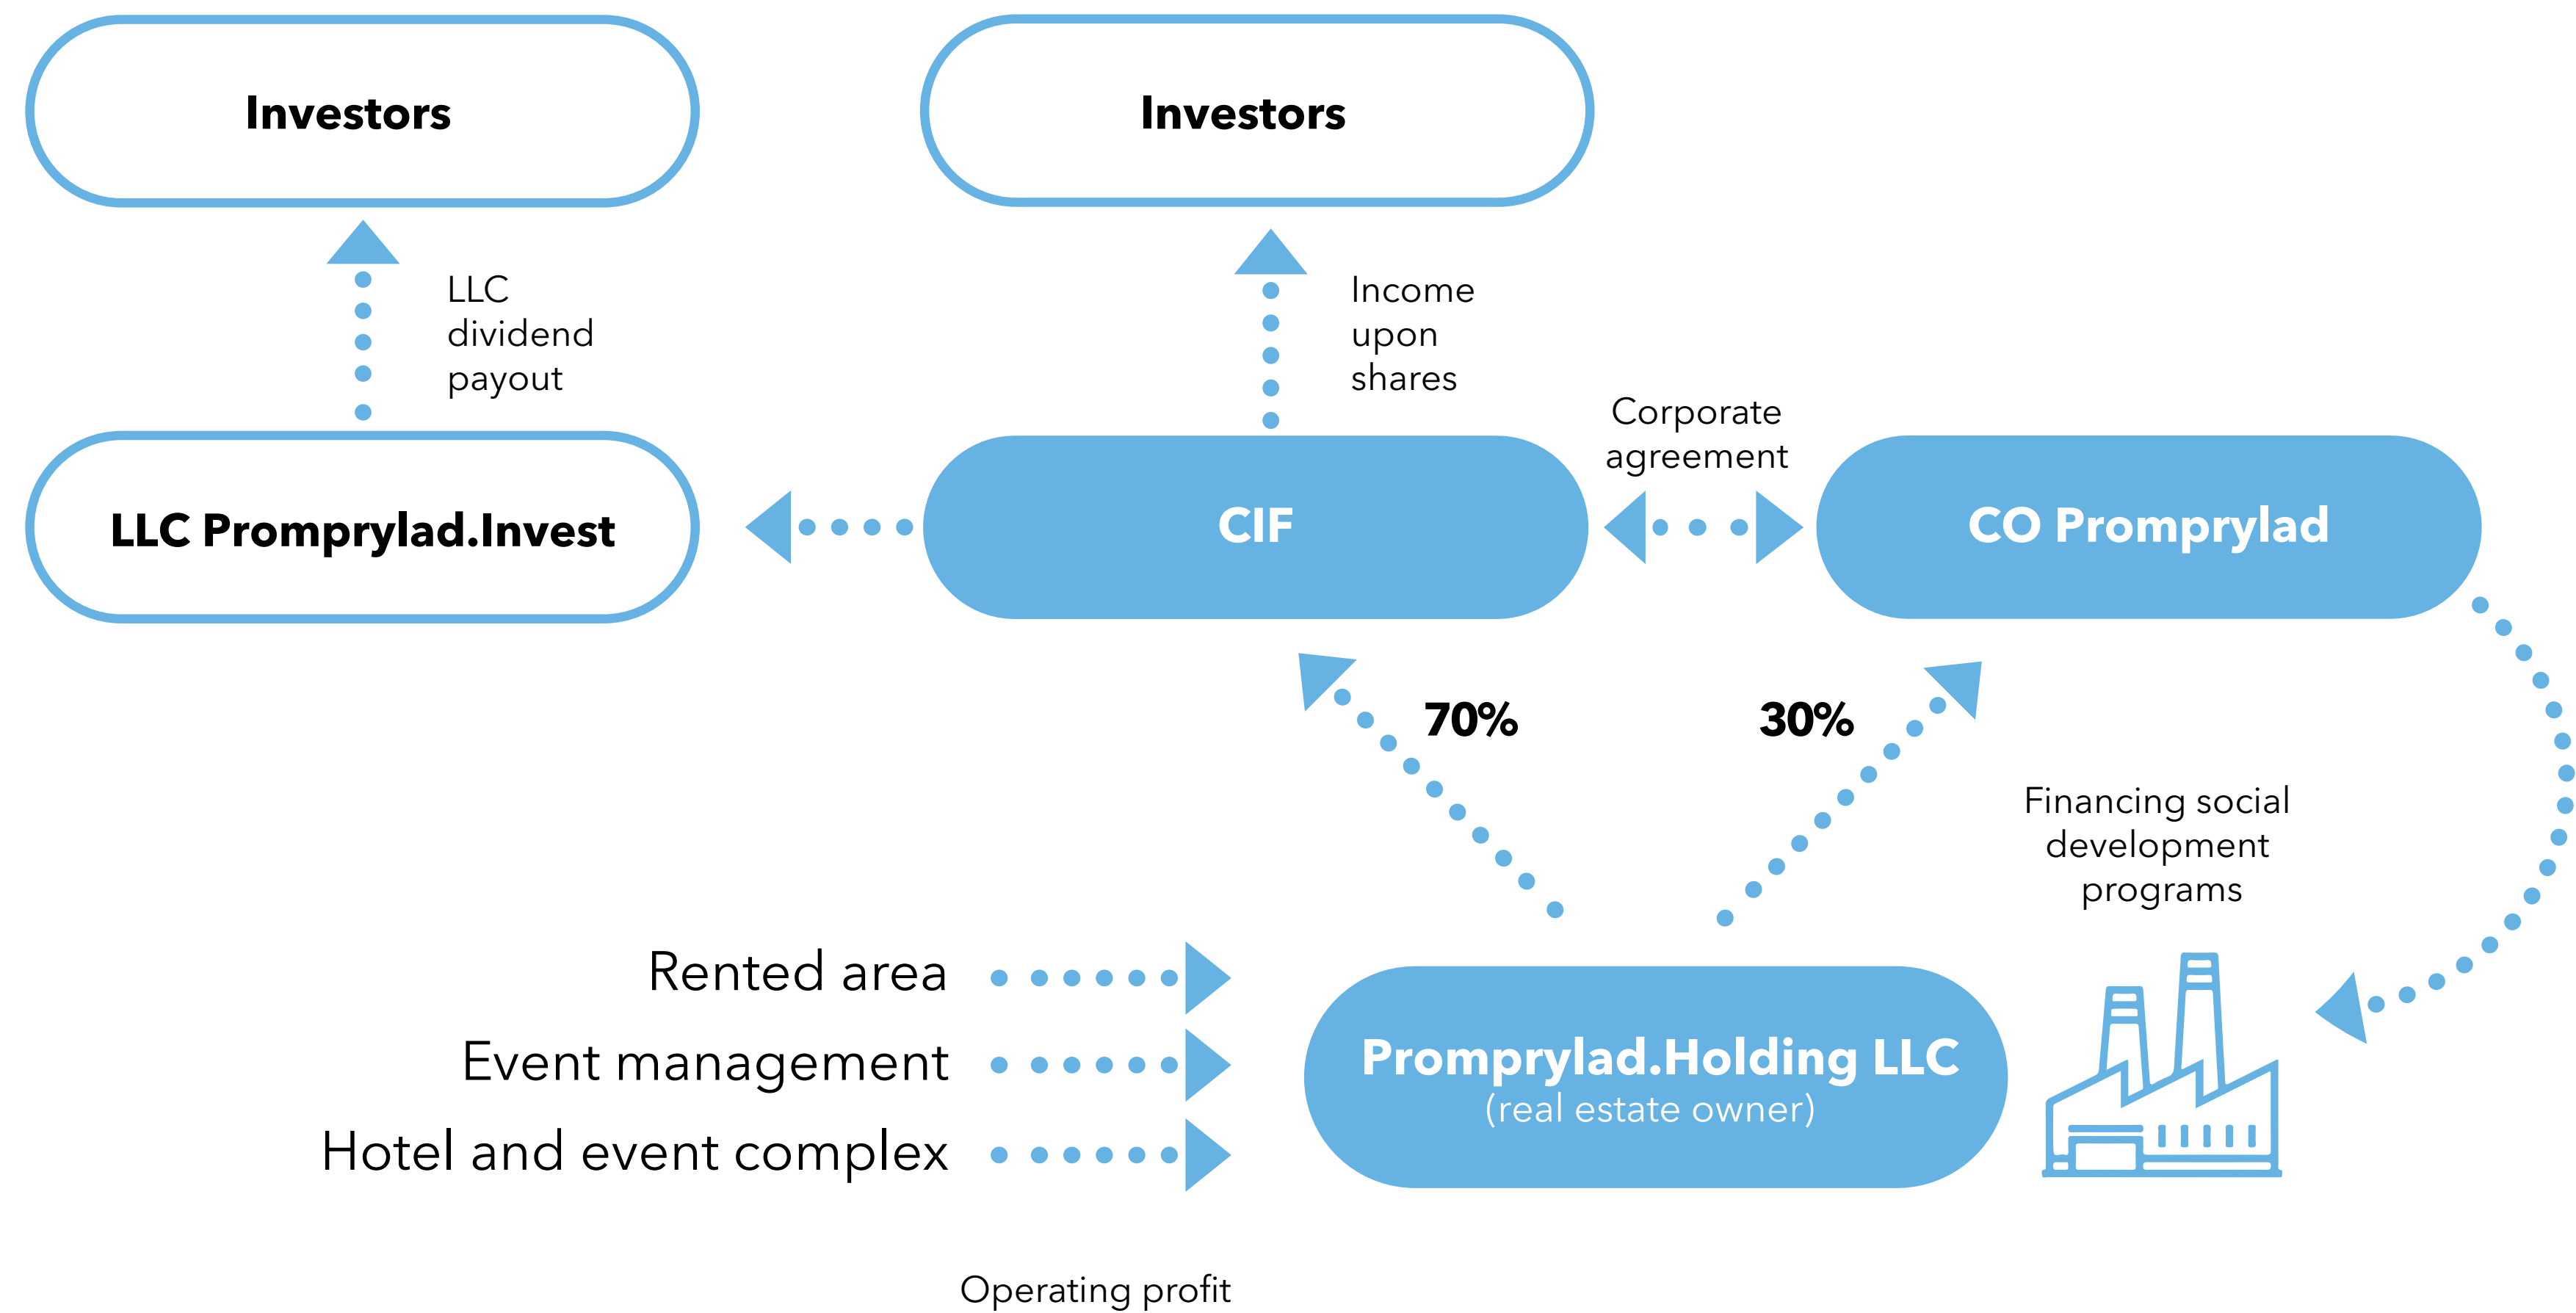 Investors
Investors
LLC
dividend
payout
Income
upon
shares
Corporate
agreement
LLC Promprylad.Invest
CIF
CO Promprylad
70%
30%
Financing social
development
programs
Rented area
Event management
Hotel and event complex
Promprylad.Holding LLC
(real estate owner)
Operating profit